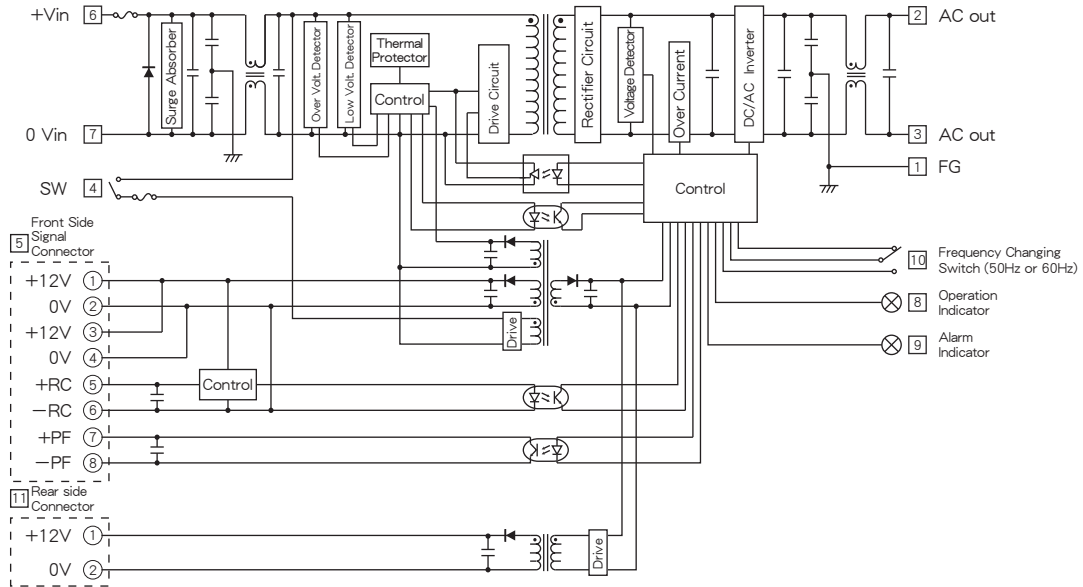 +Vin 6
2 AC out
Surge Absorber
Over Volt. Detector
Low Volt. Detector
Thermal
Protector
Control
Drive Circuit
Rectifier Circuit
Voltage Detector
Over Current
DC/AC Inverter
0 Vin 7
3 AC out
1 FG
Control
SW 4
5 Front Side
Signal
Connector
+12V 1
0V 2
+12V 3
0V 4
+RC 5
−RC 6
+PF 7
−PF 8
Control
Drive
10 Frequency Changing
Switch (50Hz or 60Hz)
8 Operation
Indicator
9 Alarm
Indicator
11 Rear side
Connector
+12V 1
0V 2
Drive